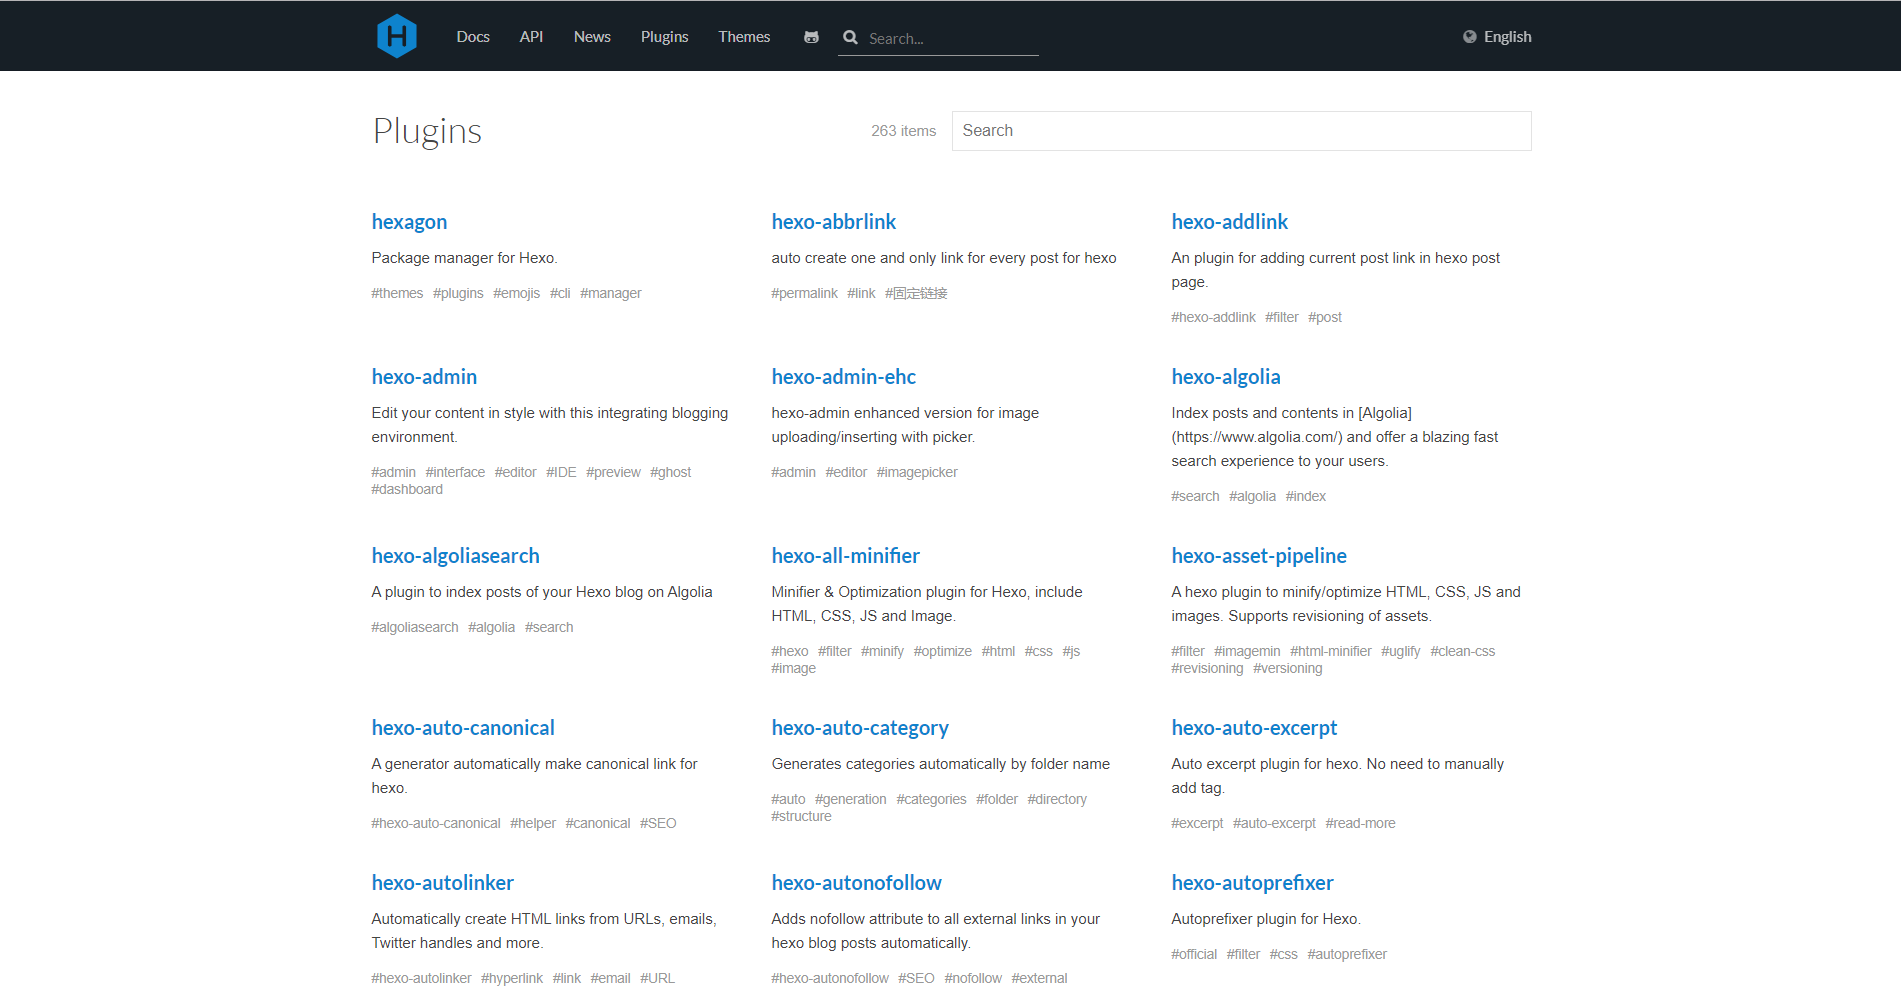 H Docs API News Plugins Themes Search... English
Plugins 263 items Search
hexagon
Package manager for Hexo.
#themes #plugins #emojis #cli #manager
hexo-abbrlink
auto create one and only link for every post for hexo
#permalink #link #固定链接
hexo-addlink
An plugin for adding current post link in hexo post
page.
#hexo-addlink #filter #post
hexo-admin
Edit your content in style with this integrating blogging
environment.
#admin #interface #editor #IDE #preview #ghost
#dashboard
hexo-admin-ehc
hexo-admin enhanced version for image
uploading/inserting with picker.
#admin #editor #imagepicker
hexo-algolia
Index posts and contents in [Algolia]
(https://www.algolia.com/) and offer a blazing fast
search experience to your users.
#search #algolia #index
hexo-algoliasearch
A plugin to index posts of your Hexo blog on Algolia
#algoliasearch #algolia #search
hexo-all-minifier
Minifier & Optimization plugin for Hexo, include
HTML, CSS, JS and Image.
#hexo #filter #minify #optimize #html #css #js
#image
hexo-asset-pipeline
A hexo plugin to minify/optimize HTML, CSS, JS and
images. Supports revisioning of assets.
#filter #imagemin #html-minifier #uglify #clean-css
#revisioning #versioning
hexo-auto-canonical
A generator automatically make canonical link for
hexo.
#hexo-auto-canonical #helper #canonical #SEO
hexo-auto-category
Generates categories automatically by folder name
#auto #generation #categories #folder #directory
#structure
hexo-auto-excerpt
Auto excerpt plugin for hexo. No need to manually
add tag.
#excerpt #auto-excerpt #read-more
hexo-autolinker
Automatically create HTML links from URLs, emails,
Twitter handles and more.
#hexo-autolinker #hyperlink #link #email #URL
hexo-autonofollow
Adds nofollow attribute to all external links in your
hexo blog posts automatically.
#hexo-autonofollow #SEO #nofollow #external
hexo-autoprefixer
Autoprefixer plugin for Hexo.
#official #filter #css #autoprefixer